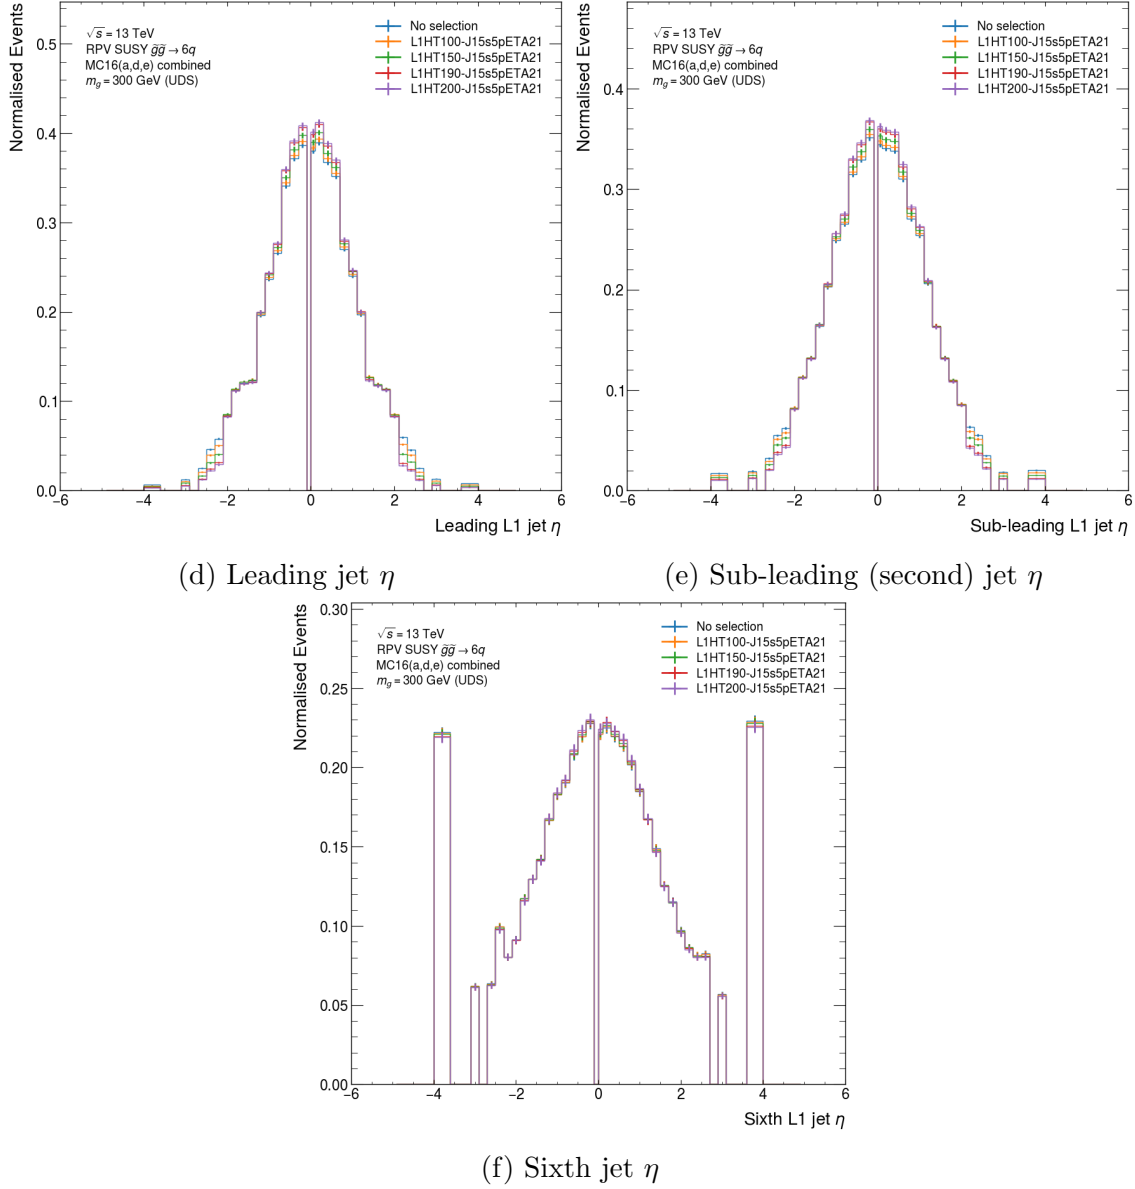 Normalised Events
√s = 13 TeV
RPV SUSY g̃g̃ → 6q
MC16(a,d,e) combined
m_g = 300 GeV (UDS)
No selection
L1HT100-J15s5pETA21
L1HT150-J15s5pETA21
L1HT190-J15s5pETA21
L1HT200-J15s5pETA21
0.5
0.4
0.3
0.2
0.1
0.0
−6 −4 −2 0 2 4 6
Leading L1 jet η
(d) Leading jet η
Normalised Events
√s = 13 TeV
RPV SUSY g̃g̃ → 6q
MC16(a,d,e) combined
m_g = 300 GeV (UDS)
No selection
L1HT100-J15s5pETA21
L1HT150-J15s5pETA21
L1HT190-J15s5pETA21
L1HT200-J15s5pETA21
0.4
0.3
0.2
0.1
0.0
−6 −4 −2 0 2 4 6
Sub-leading L1 jet η
(e) Sub-leading (second) jet η
Normalised Events
√s = 13 TeV
RPV SUSY g̃g̃ → 6q
MC16(a,d,e) combined
m_g = 300 GeV (UDS)
No selection
L1HT100-J15s5pETA21
L1HT150-J15s5pETA21
L1HT190-J15s5pETA21
L1HT200-J15s5pETA21
0.30
0.25
0.20
0.15
0.10
0.05
0.00
−6 −4 −2 0 2 4 6
Sixth L1 jet η
(f) Sixth jet η